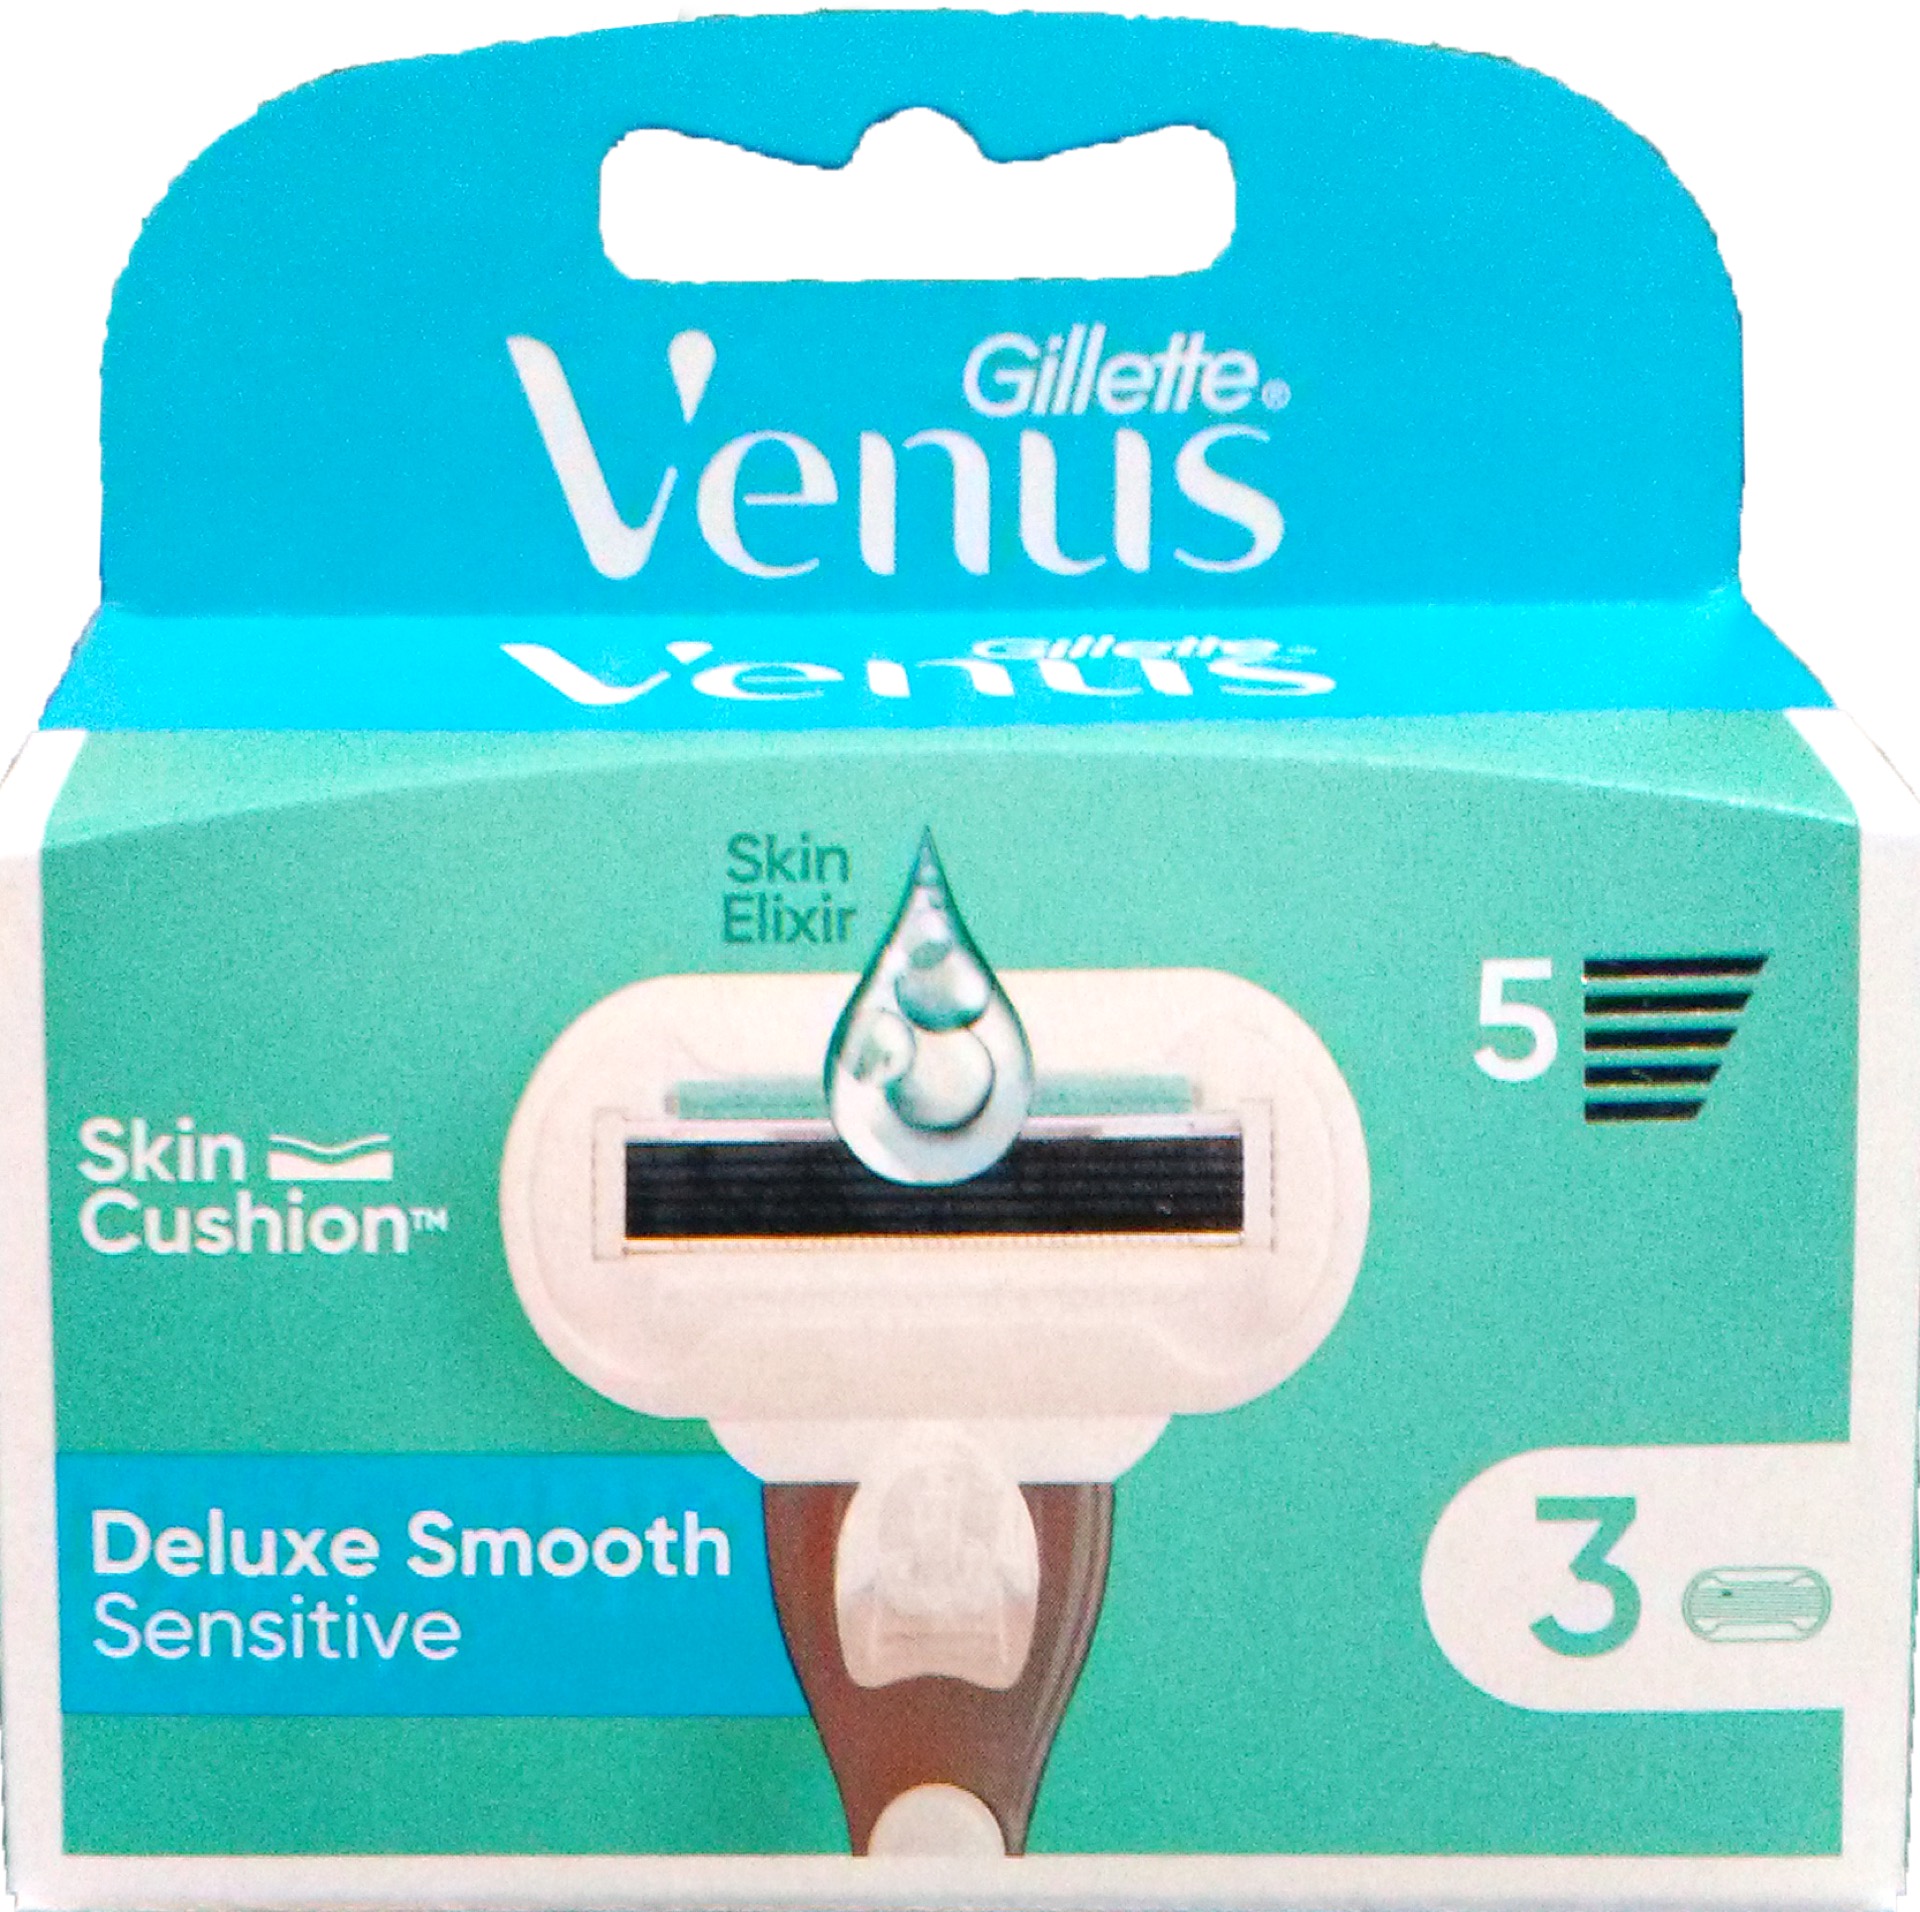 Gillette®
Venus
Gillette
Venus
Skin
Elixir
5
Skin
Cushion™
Deluxe Smooth
Sensitive
3